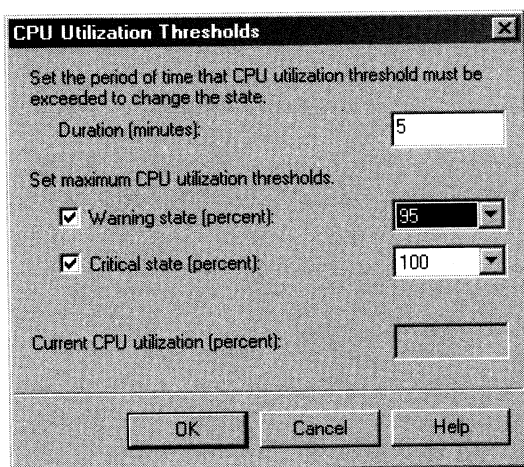 CPU Utilization Thresholds
Set the period of time that CPU utilization threshold must be
exceeded to change the state.
Duration (minutes): 5
Set maximum CPU utilization thresholds.
Warning state (percent): 95
Critical state (percent): 100
Current CPU utilization (percent):
OK Cancel Help